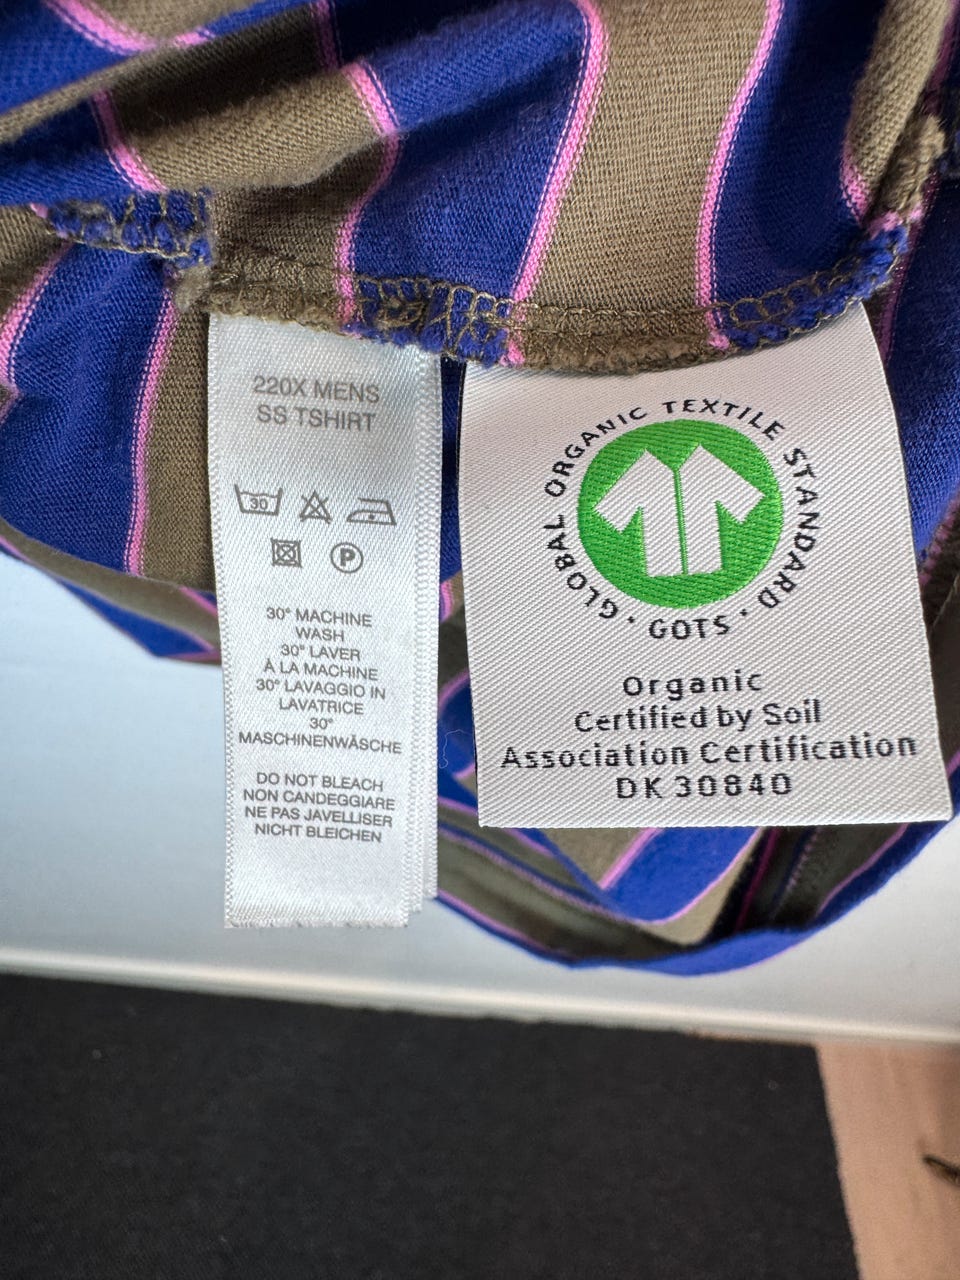 220X MENS
SS TSHIRT
30
P
30° MACHINE
WASH
30° LAVER
À LA MACHINE
30° LAVAGGIO IN
LAVATRICE
30°
MASCHINENWÄSCHE
DO NOT BLEACH
NON CANDEGGIARE
NE PAS JAVELLISER
NICHT BLEICHEN
GLOBAL ORGANIC TEXTILE STANDARD
· GOTS ·
Organic
Certified by Soil
Association Certification
DK 30840